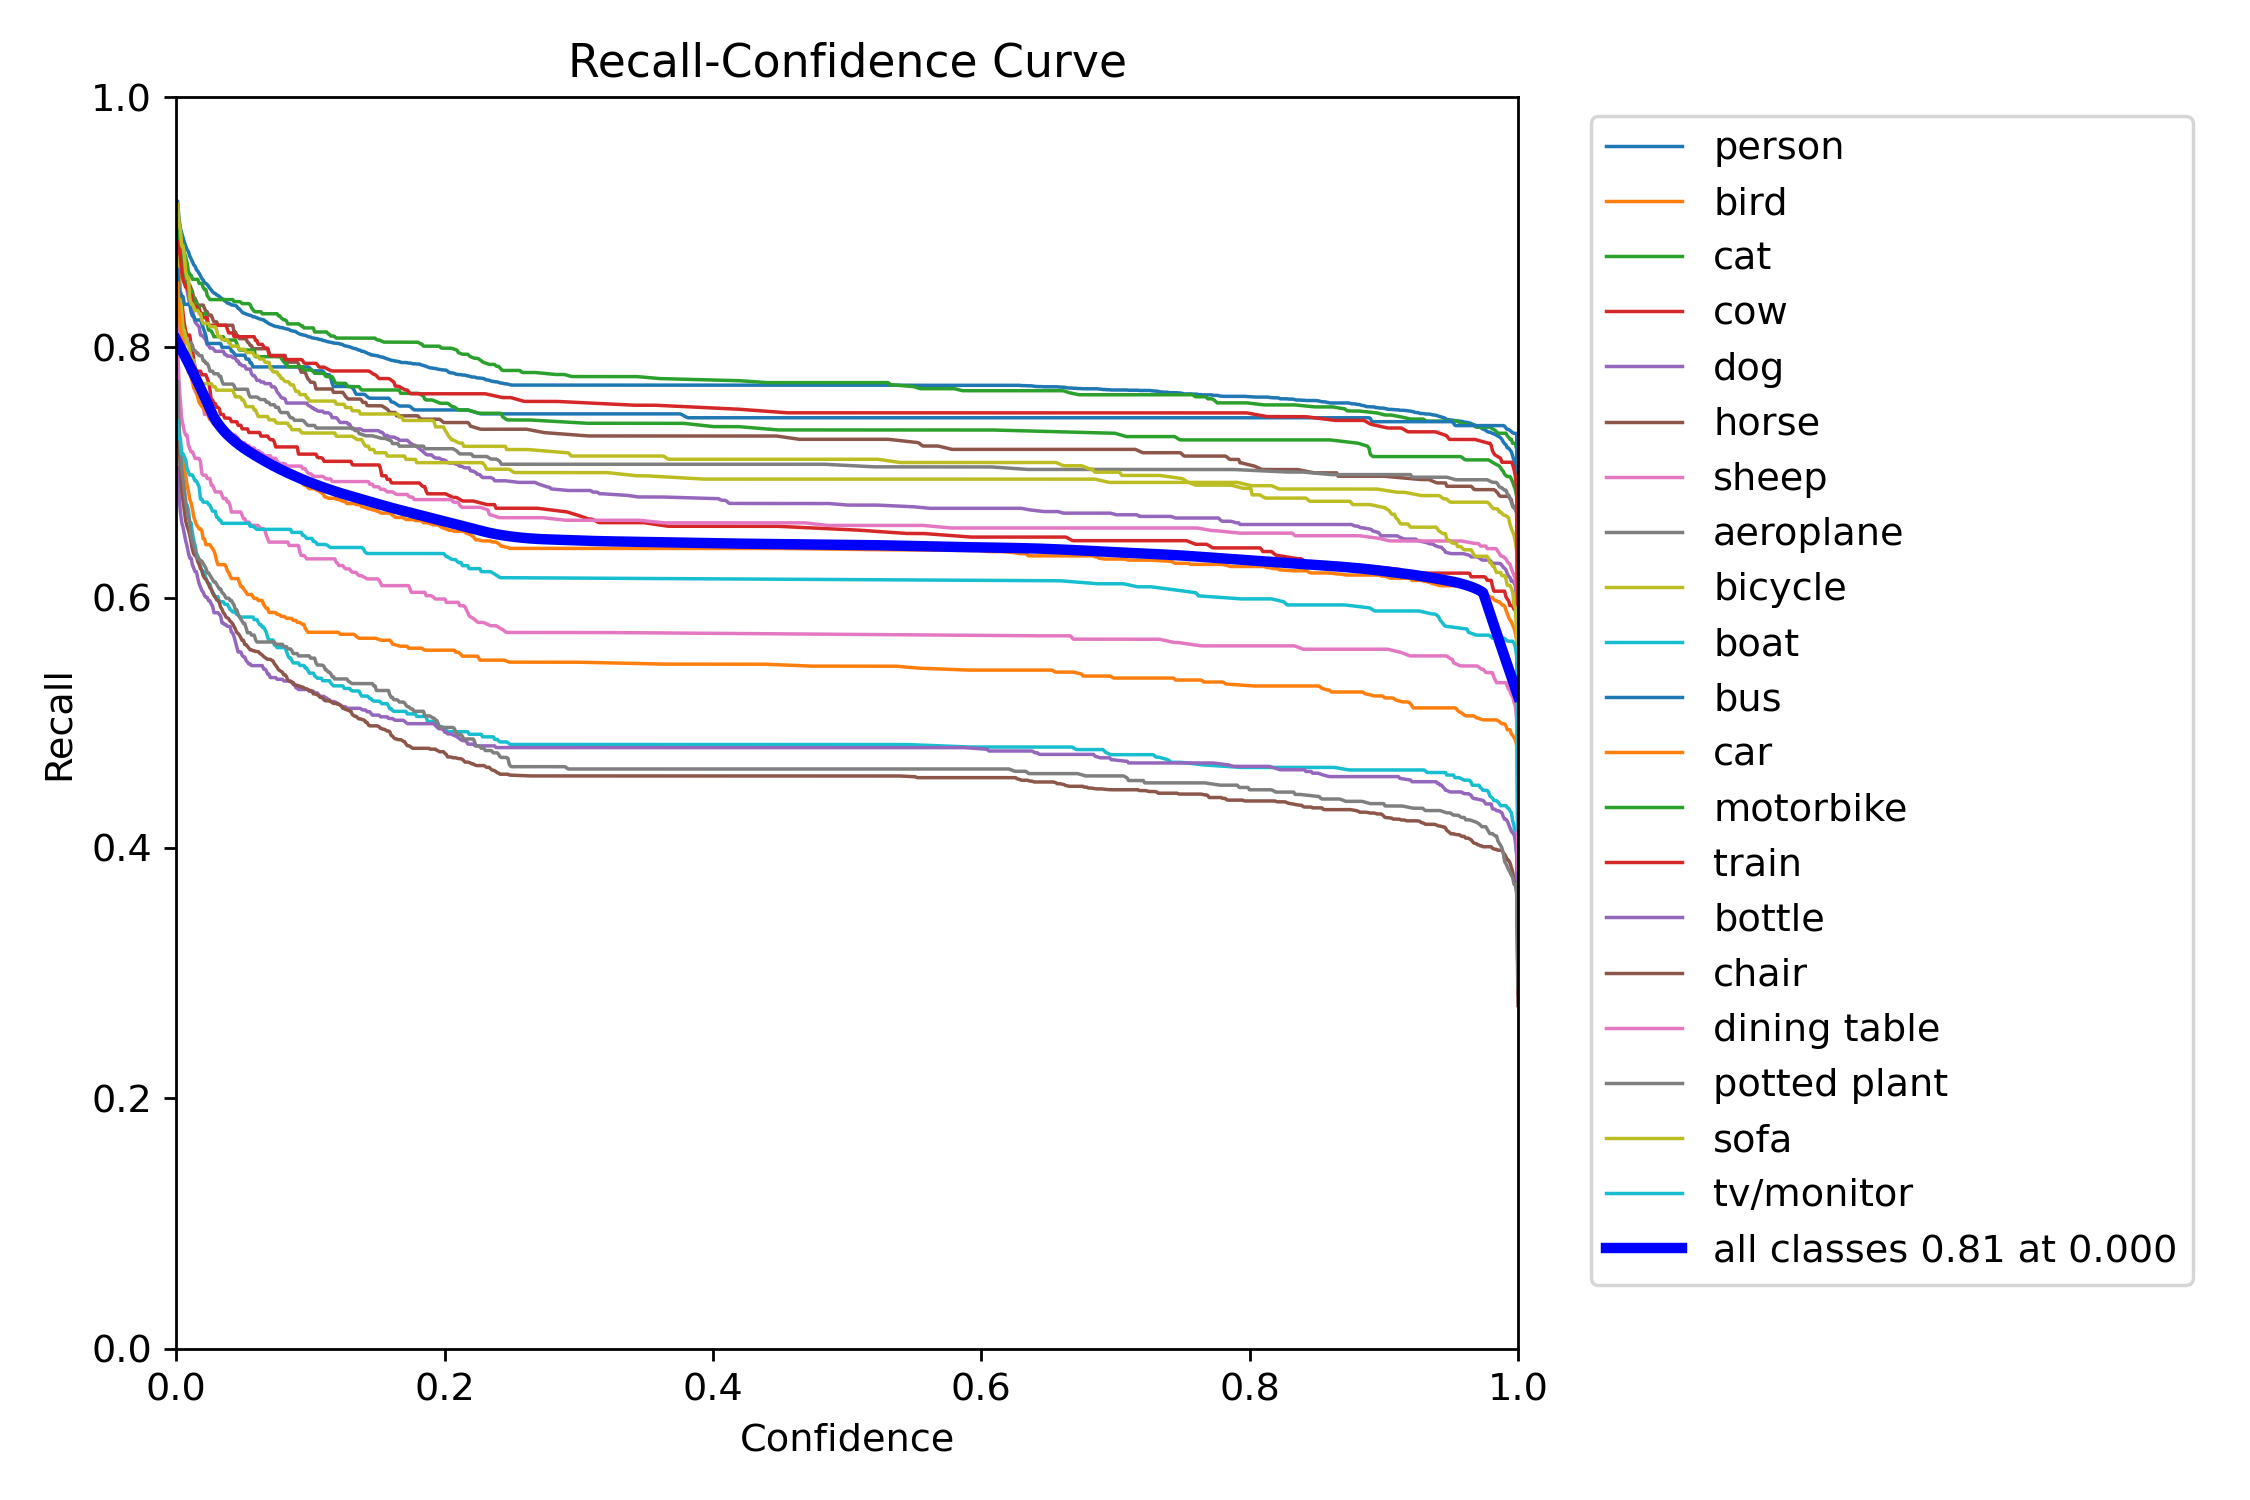 Recall-Confidence Curve
1.0
0.8
0.6
0.4
0.2
0.0
Recall
0.0 0.2 0.4 0.6 0.8 1.0
Confidence
person
bird
cat
cow
dog
horse
sheep
aeroplane
bicycle
boat
bus
car
motorbike
train
bottle
chair
dining table
potted plant
sofa
tv/monitor
all classes 0.81 at 0.000